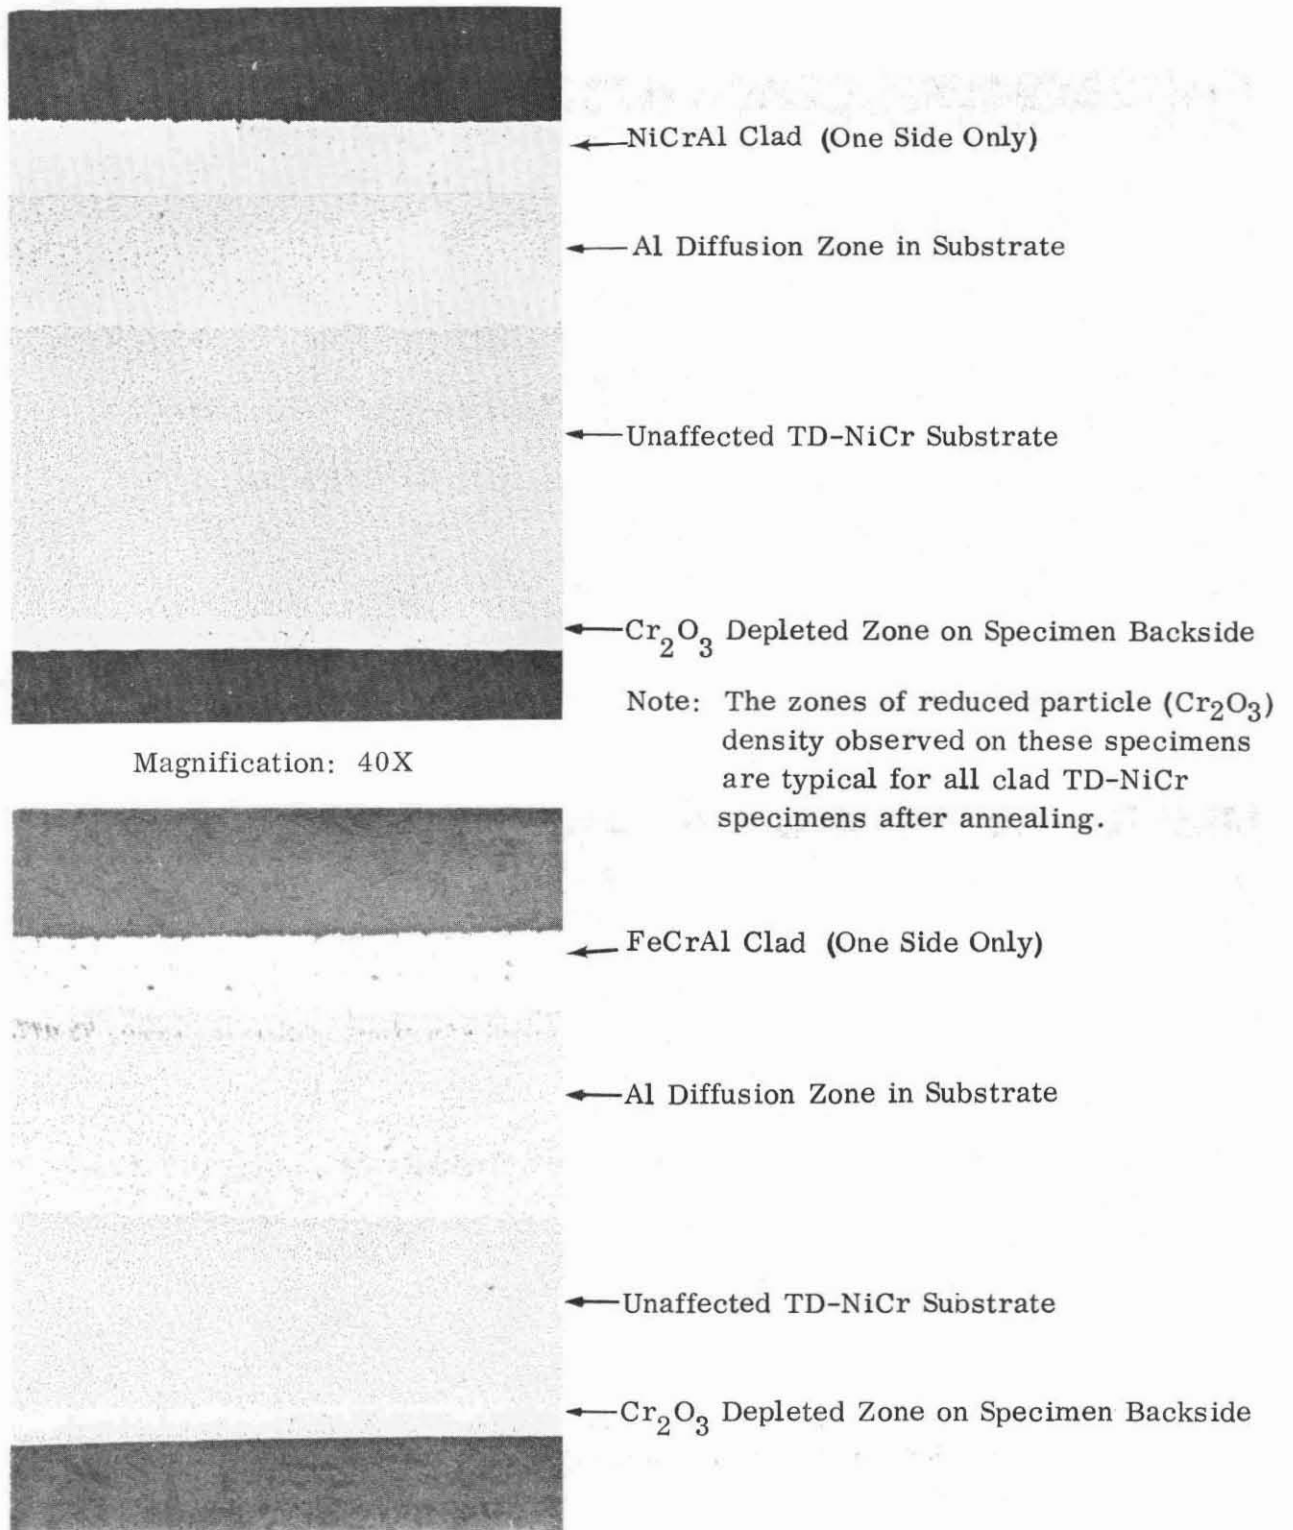 NiCrAl Clad (One Side Only)
Al Diffusion Zone in Substrate
Unaffected TD-NiCr Substrate
Cr2O3 Depleted Zone on Specimen Backside
Note: The zones of reduced particle (Cr2O3)
density observed on these specimens
are typical for all clad TD-NiCr
specimens after annealing.
Magnification: 40X
FeCrAl Clad (One Side Only)
Al Diffusion Zone in Substrate
Unaffected TD-NiCr Substrate
Cr2O3 Depleted Zone on Specimen Backside